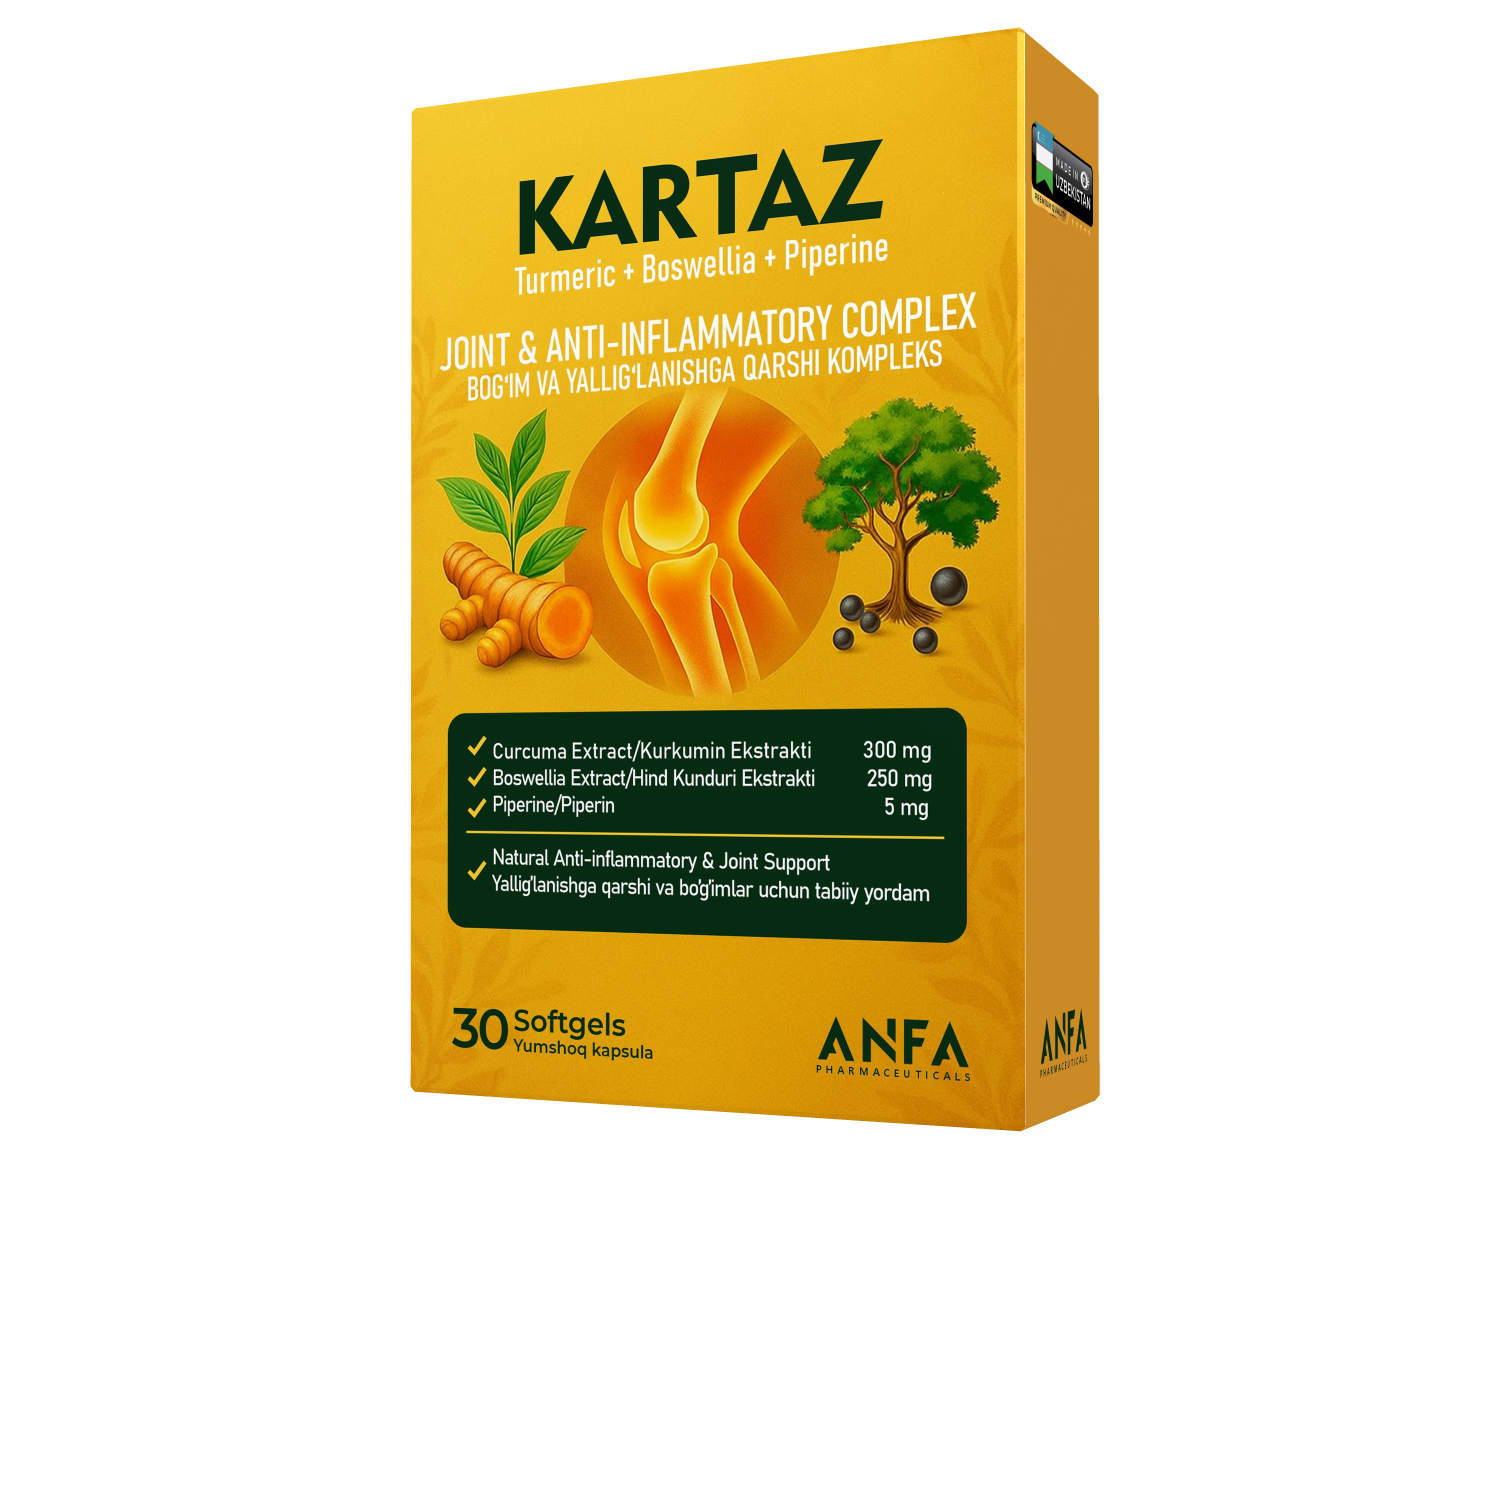 KARTAZ
Turmeric + Boswellia + Piperine
JOINT & ANTI-INFLAMMATORY COMPLEX
BOG‘IM VA YALLIG‘LANISHGA QARSHI KOMPLEKS
Curcuma Extract/Kurkumin Ekstrakti 300 mg
Boswellia Extract/Hind Kunduri Ekstrakti 250 mg
Piperine/Piperin 5 mg
Natural Anti-inflammatory & Joint Support
Yallig'lanishga qarshi va bo'g'imlar uchun tabiiy yordam
30 Softgels
Yumshoq kapsula
ANFA
PHARMACEUTICALS
MADE IN
UZBEKISTAN
PREMIUM QUALITY
ANFA
PHARMACEUTICALS